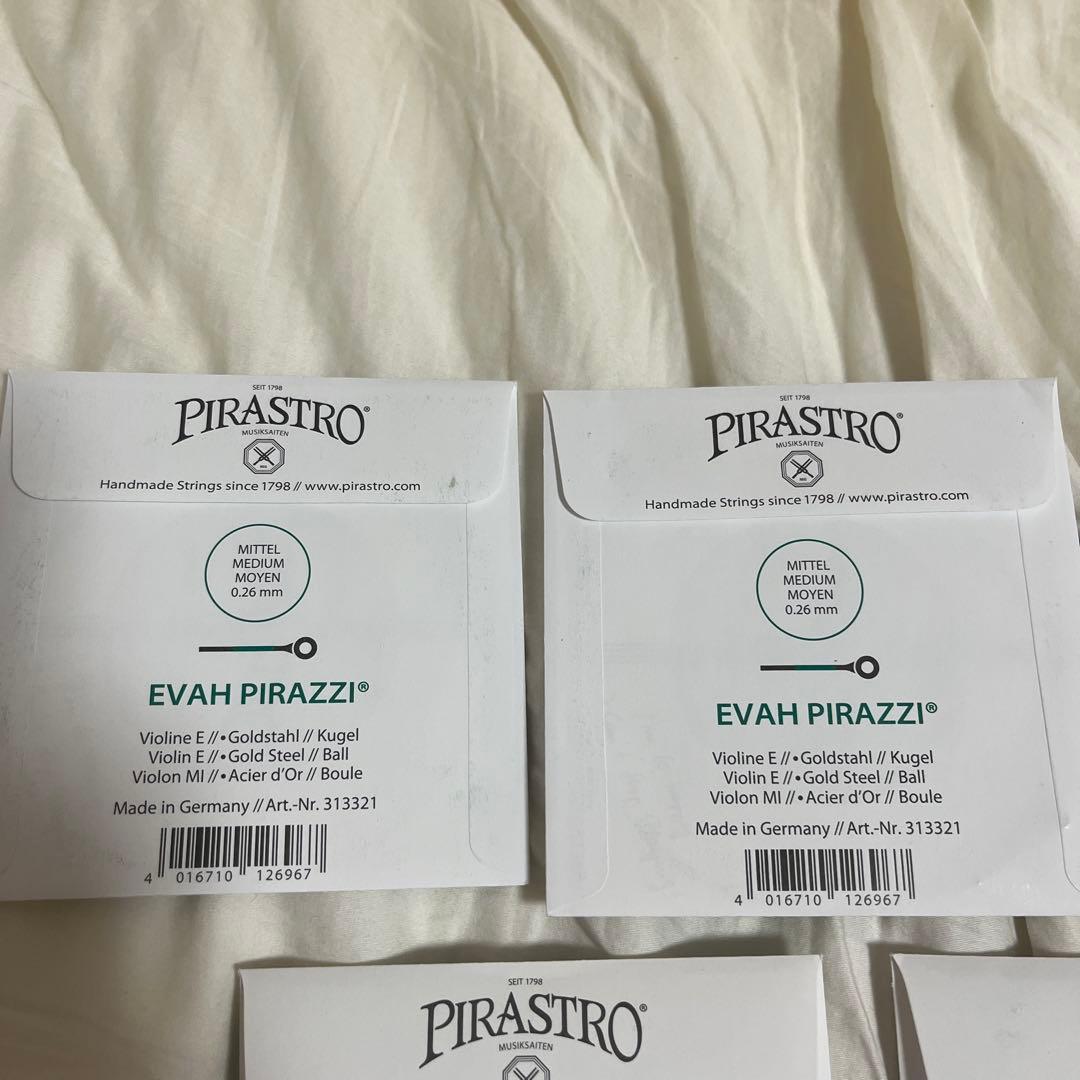 SEIT 1798
PIRASTRO®
MUSIKSAITEN
Handmade Strings since 1798 // www.pirastro.com
MITTEL
MEDIUM
MOYEN
0.26 mm
EVAH PIRAZZI®
Violine E //•Goldstahl // Kugel
Violin E //•Gold Steel // Ball
Violon MI //•Acier d'Or // Boule
Made in Germany // Art.-Nr. 313321
4 016710 126967
SEIT 1798
PIRASTRO®
MUSIKSAITEN
Handmade Strings since 1798 // www.pirastro.com
MITTEL
MEDIUM
MOYEN
0.26 mm
EVAH PIRAZZI®
Violine E //•Goldstahl // Kugel
Violin E //•Gold Steel // Ball
Violon MI //•Acier d'Or // Boule
Made in Germany // Art.-Nr. 313321
4 016710 126967
SEIT 1798
PIRASTRO®
MUSIKSAITEN